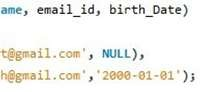 ame, email_id, birth_Date)
t@gmail.com', NULL),
h@gmail.com','2000-01-01');